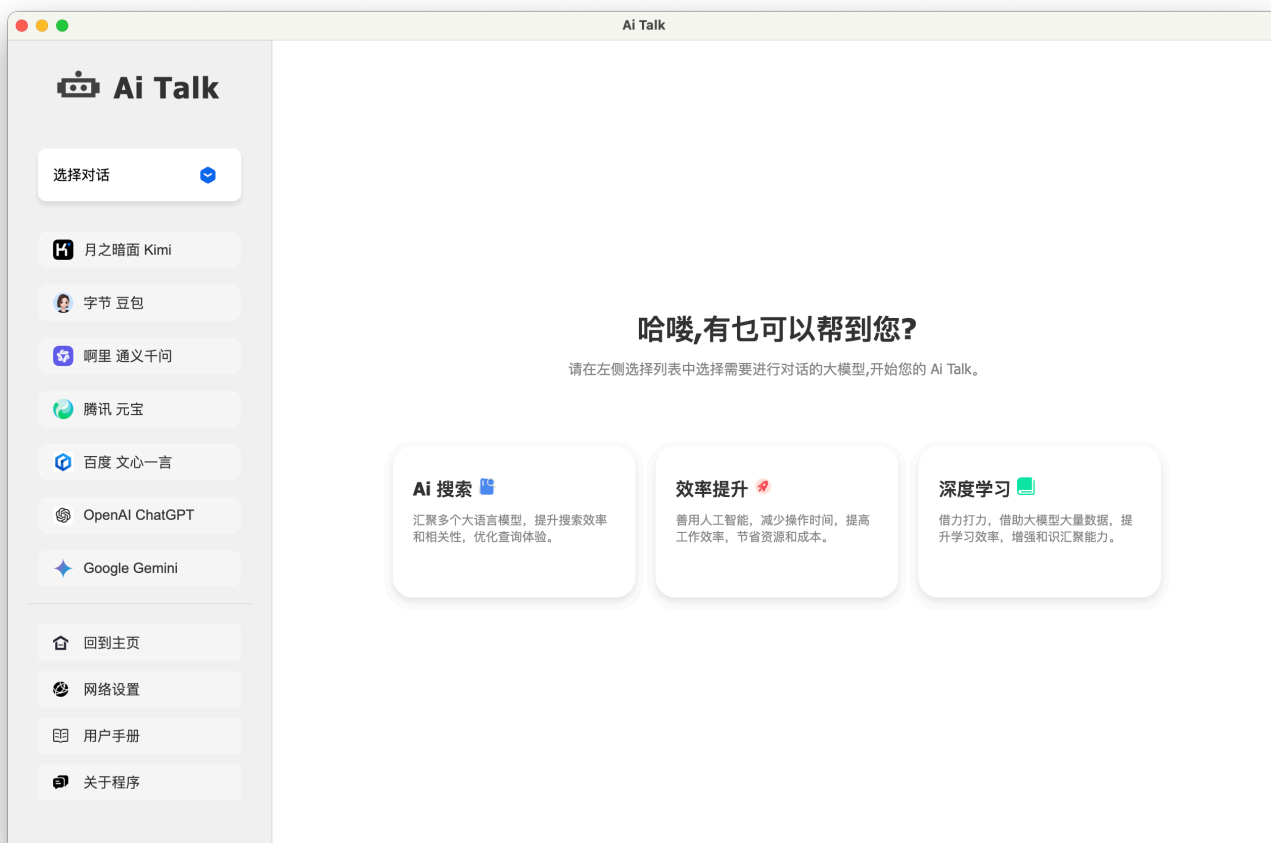 Ai Talk
Ai Talk
选择对话
月之暗面 Kimi
字节 豆包
啊里 通义千问
腾讯 元宝
百度 文心一言
OpenAI ChatGPT
Google Gemini
回到主页
网络设置
用户手册
关于程序
哈喽,有乜可以帮到您?
请在左侧选择列表中选择需要进行对话的大模型,开始您的 Ai Talk。
Ai 搜索
汇聚多个大语言模型，提升搜索效率
和相关性，优化查询体验。
效率提升
善用人工智能，减少操作时间，提高
工作效率，节省资源和成本。
深度学习
借力打力，借助大模型大量数据，提
升学习效率，增强和识汇聚能力。